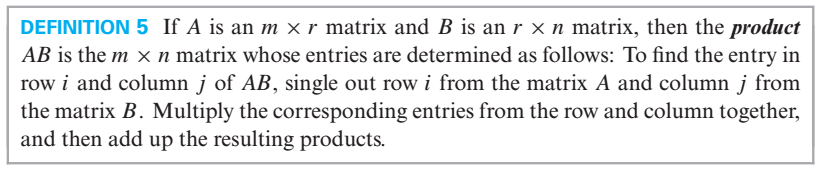 DEFINITION 5 If A is an m × r matrix and B is an r × n matrix, then the product
AB is the m × n matrix whose entries are determined as follows: To find the entry in
row i and column j of AB, single out row i from the matrix A and column j from
the matrix B. Multiply the corresponding entries from the row and column together,
and then add up the resulting products.